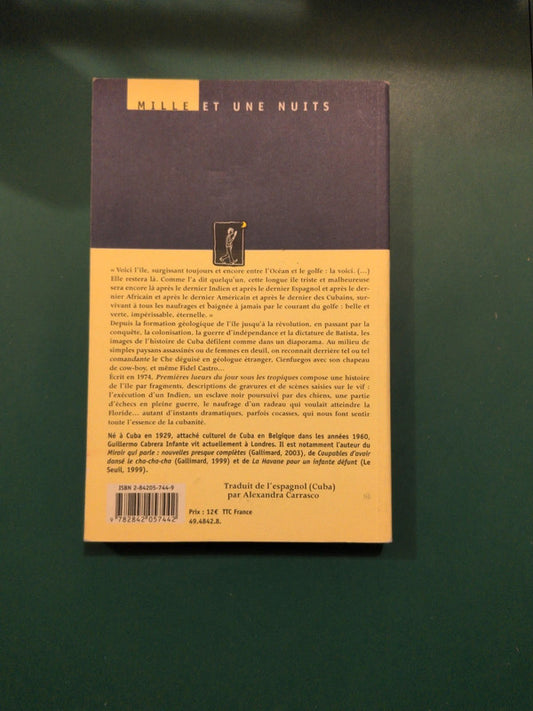 MILLE ET UNE NUITS
« Voici l'île, surgissant toujours et encore entre l'Océan et le golfe : la voici. (...)
Elle restera là. Comme l'a dit quelqu'un, cette longue île triste et malheureuse
sera encore là après le dernier Indien et après le dernier Espagnol et après le der-
nier Africain et après le dernier Américain et après le dernier des Cubains, sur-
vivant à tous les naufrages et baignée à jamais par le courant du golfe : belle et
verte, impérissable, éternelle. »
Depuis la formation géologique de l'île jusqu'à la révolution, en passant par la
conquête, la colonisation, la guerre d'indépendance et la dictature de Batista, les
images de l'histoire de Cuba défilent comme dans un diaporama. Au milieu de
simples paysans assassinés ou de femmes en deuil, on reconnaît derrière tel ou tel
comandante le Che déguisé en géologue étranger, Cienfuegos avec son chapeau
de cow-boy, et même Fidel Castro...
Écrit en 1974, Premières lueurs du jour sous les tropiques compose une histoire
de l'île par fragments, descriptions de gravures et de scènes saisies sur le vif :
l'exécution d'un Indien, un esclave noir poursuivi par des chiens, une partie
d'échecs en pleine guerre, le naufrage d'un radeau qui voulait atteindre la
Floride... autant d'instants dramatiques, parfois cocasses, qui nous font sentir
toute l'essence de la cubanité.
Né à Cuba en 1929, attaché culturel de Cuba en Belgique dans les années 1960,
Guillermo Cabrera Infante vit actuellement à Londres. Il est notamment l'auteur du
Miroir qui parle : nouvelles presque complètes (Gallimard, 2003), de Coupables d'avoir
dansé le cha-cha-cha (Gallimard, 1999) et de La Havane pour un infante défunt (Le
Seuil, 1999).
ISBN 2-84205-744-9
9 782842 057442
Traduit de l'espagnol (Cuba)
par Alexandra Carrasco
Prix : 12 € TTC France
49.4842.8.